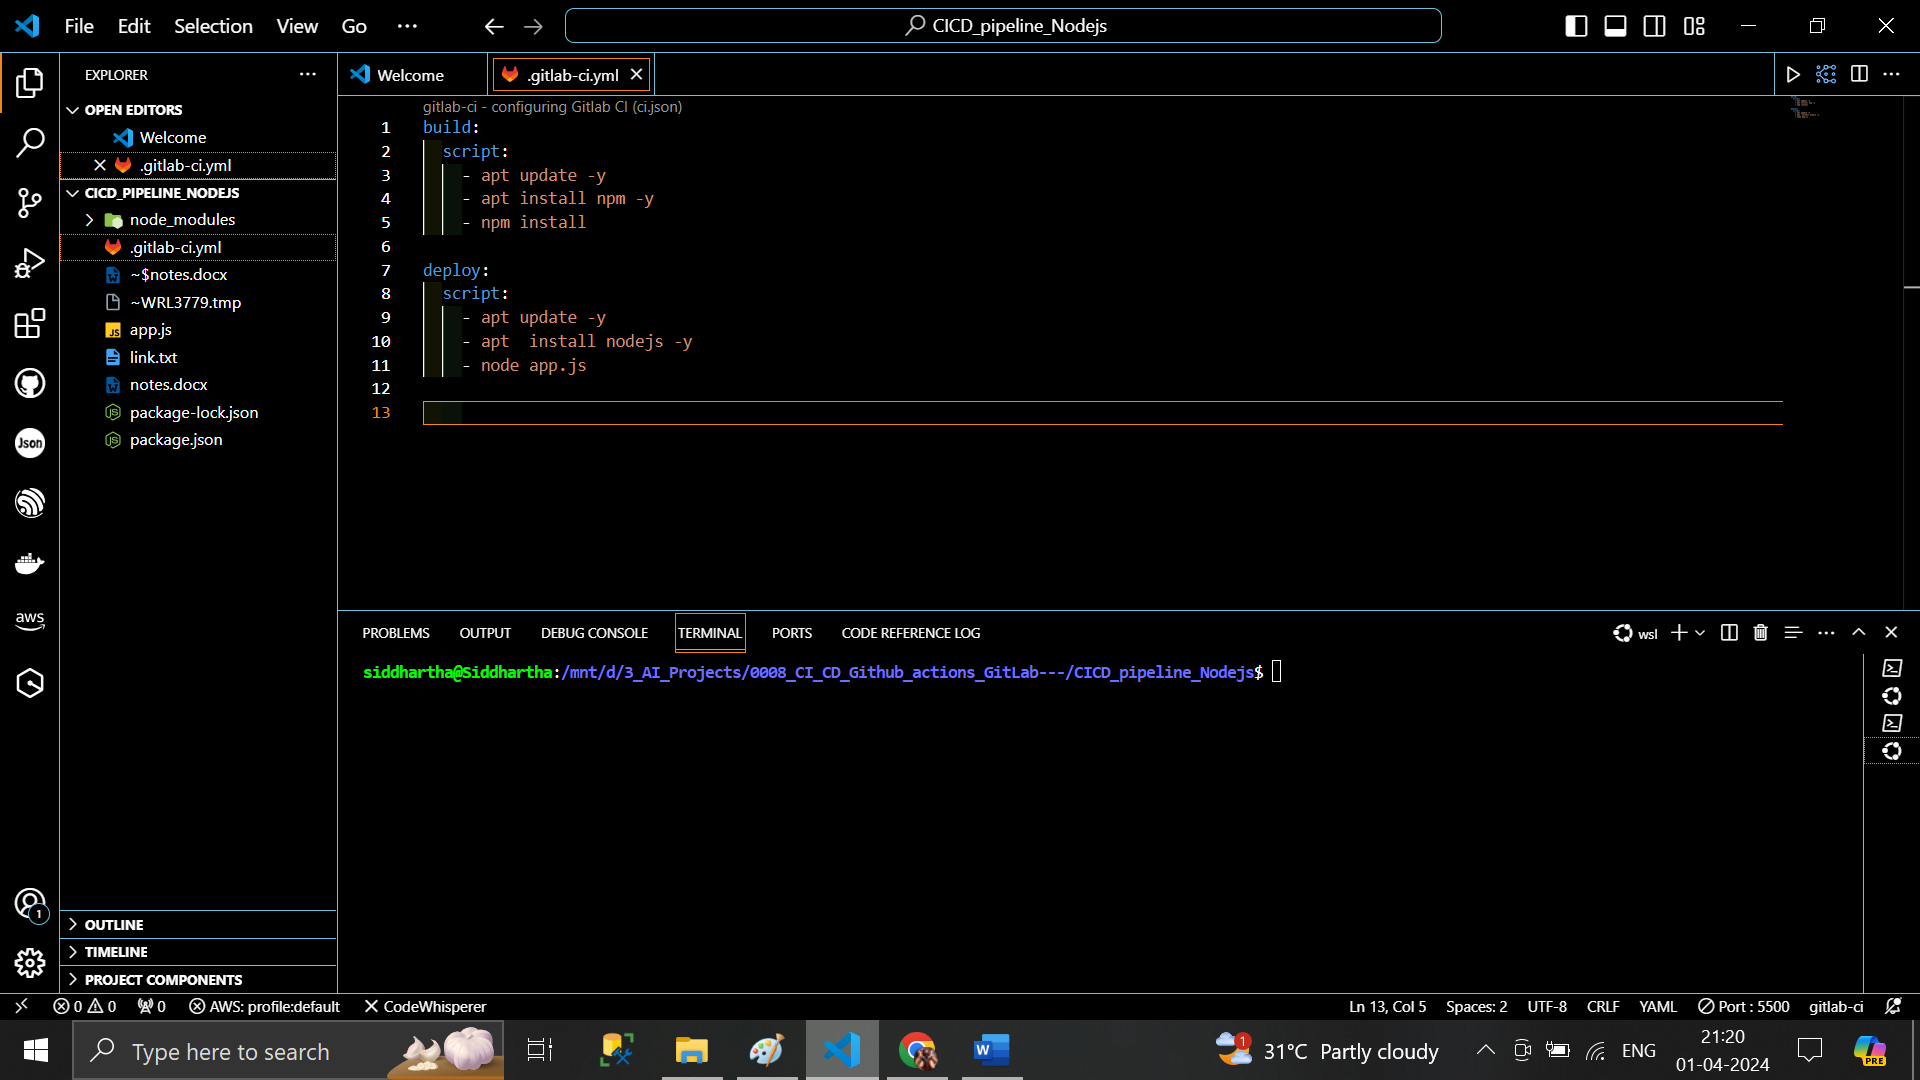 File Edit Selection View Go ··· CICD_pipeline_Nodejs
EXPLORER ···
OPEN EDITORS
Welcome
.gitlab-ci.yml
CICD_PIPELINE_NODEJS
node_modules
.gitlab-ci.yml
~$notes.docx
~WRL3779.tmp
app.js
link.txt
notes.docx
package-lock.json
package.json
OUTLINE
TIMELINE
PROJECT COMPONENTS
Json
aws
1
Welcome .gitlab-ci.yml
gitlab-ci - configuring Gitlab CI (ci.json)
1 build:
2   script:
3     - apt update -y
4     - apt install npm -y
5     - npm install
6
7 deploy:
8   script:
9     - apt update -y
10     - apt  install nodejs -y
11     - node app.js
12
13
PROBLEMS OUTPUT DEBUG CONSOLE TERMINAL PORTS CODE REFERENCE LOG wsl
siddhartha@Siddhartha:/mnt/d/3_AI_Projects/0008_CI_CD_Github_actions_GitLab---/CICD_pipeline_Nodejs$
0 0 0 AWS: profile:default CodeWhisperer Ln 13, Col 5 Spaces: 2 UTF-8 CRLF YAML Port : 5500 gitlab-ci
Type here to search
1 31°C Partly cloudy ENG 21:20
01-04-2024
PRE